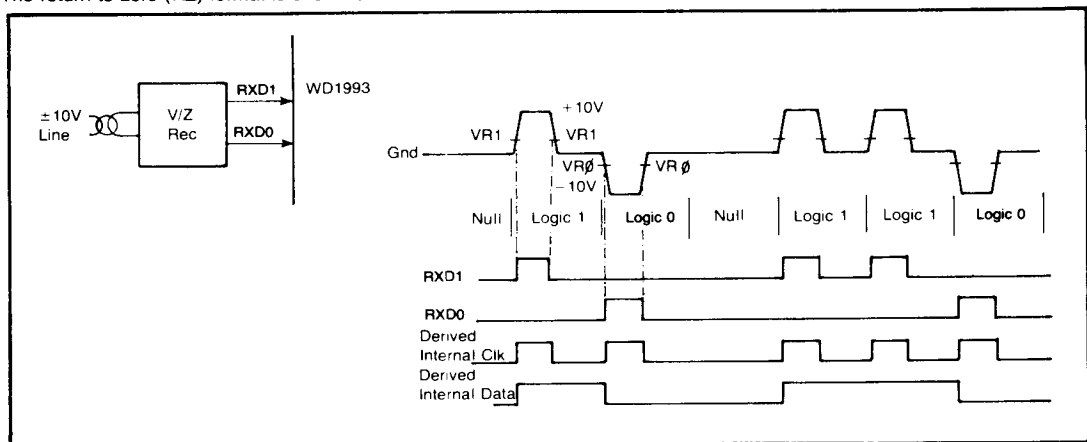 RXD1
WD1993
±10V
Line
V/Z
Rec
RXD0
+10V
VR1
VR1
Gnd
VRØ
VRØ
−10V
Null
Logic 1
Logic 0
Null
Logic 1
Logic 1
Logic 0
RXD1
RXD0
Derived
Internal Clk
Derived
Internal Data